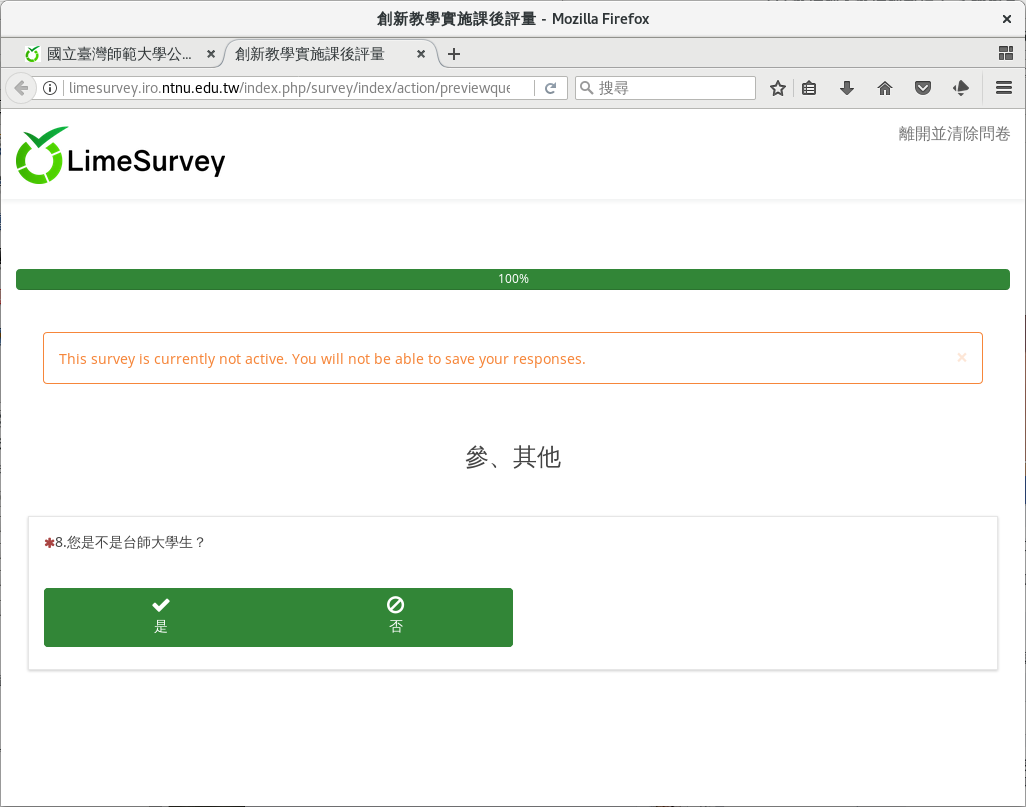 創新教學實施課後評量 - Mozilla Firefox
國立臺灣師範大學公...
創新教學實施課後評量
limesurvey.iro.ntnu.edu.tw/index.php/survey/index/action/previewque
搜尋
LimeSurvey
離開並清除問卷
100%
This survey is currently not active. You will not be able to save your responses.
參、其他
✱8.您是不是台師大學生？
是
否